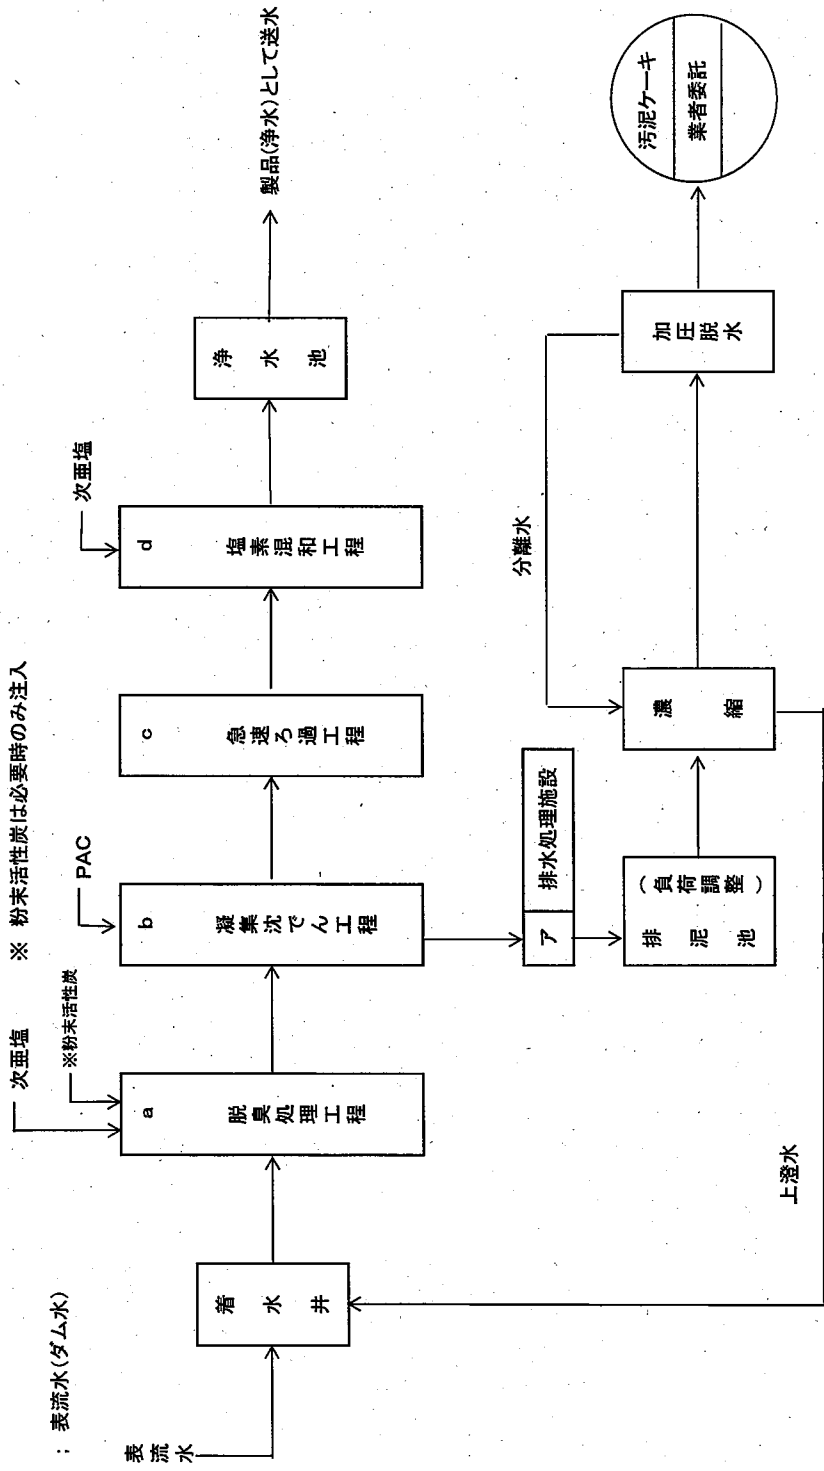 ; 表流水(ダム水)
※ 粉末活性炭は必要時のみ注入
次亜塩
※粉末活性炭
PAC
次亜塩
表流水
着水井
a
脱臭処理工程
b
凝集沈でん工程
c
急速ろ過工程
d
塩素混和工程
浄水池
製品(浄水)として送水
ア
排水処理施設
排泥池
(負荷調整)
濃縮
分離水
加圧脱水
汚泥ケーキ
業者委託
上澄水